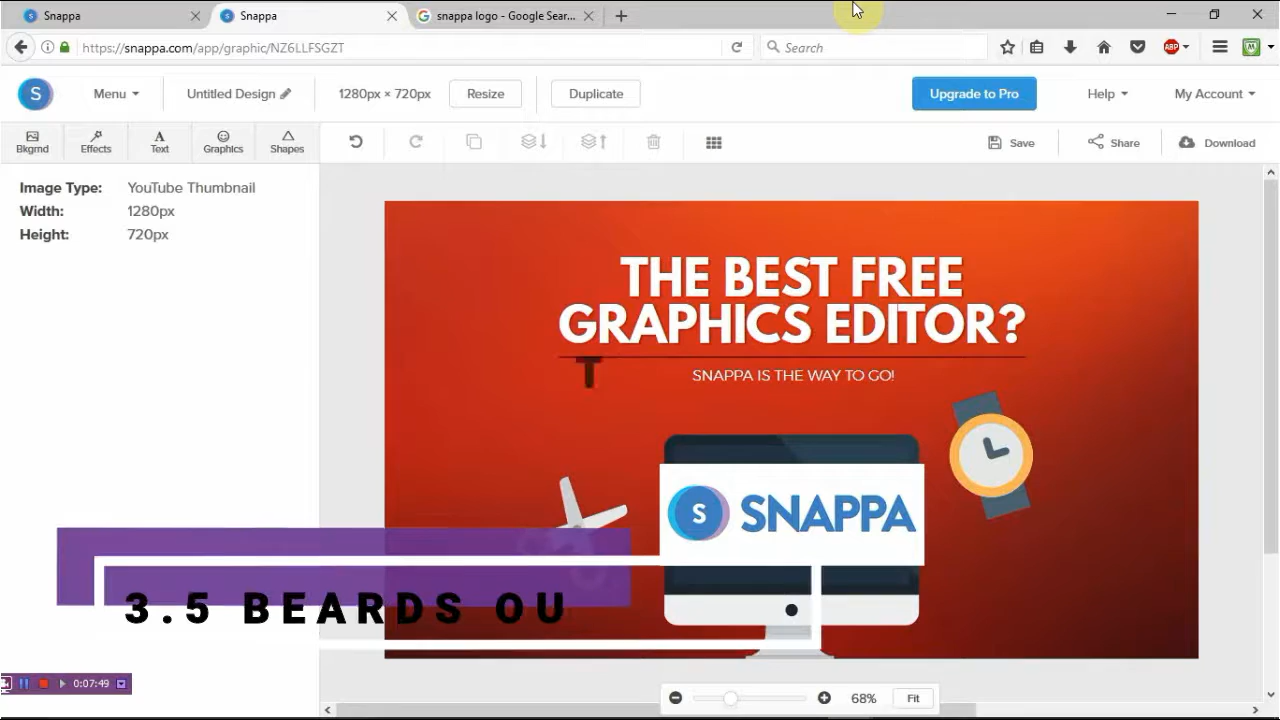 Snappa
Snappa
snappa logo - Google Sear...
https://snappa.com/app/graphic/NZ6LLFSGZT
Search
ABP
S
Menu
Untitled Design
1280px × 720px
Resize
Duplicate
Upgrade to Pro
Help
My Account
Bkgrnd
Effects
A
Text
Graphics
Shapes
Save
Share
Download
Image Type: YouTube Thumbnail
Width: 1280px
Height: 720px
THE BEST FREE
GRAPHICS EDITOR?
SNAPPA IS THE WAY TO GO!
S SNAPPA
3.5 BEARDS OU
0:07:49
68%
Fit